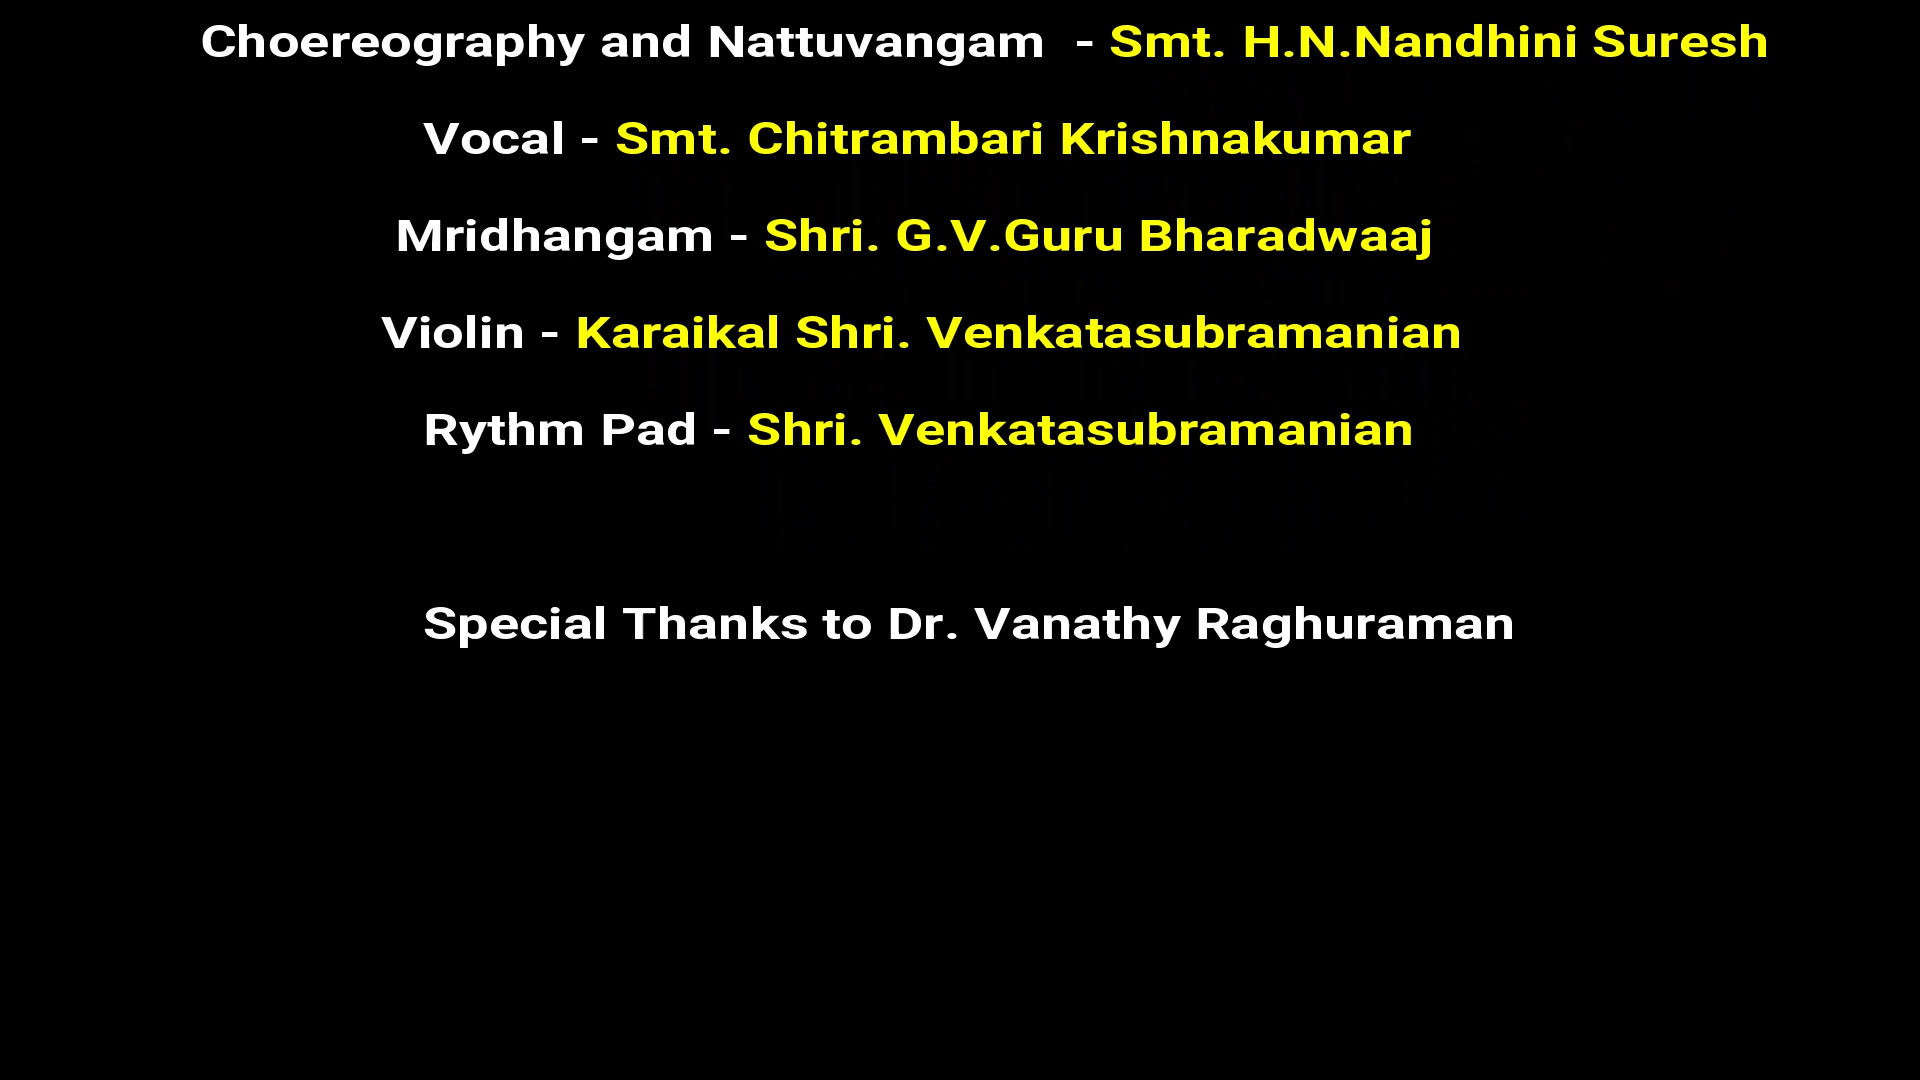 Choereography and Nattuvangam - Smt. H.N.Nandhini Suresh
Vocal - Smt. Chitrambari Krishnakumar
Mridhangam - Shri. G.V.Guru Bharadwaaj
Violin - Karaikal Shri. Venkatasubramanian
Rythm Pad - Shri. Venkatasubramanian
Special Thanks to Dr. Vanathy Raghuraman